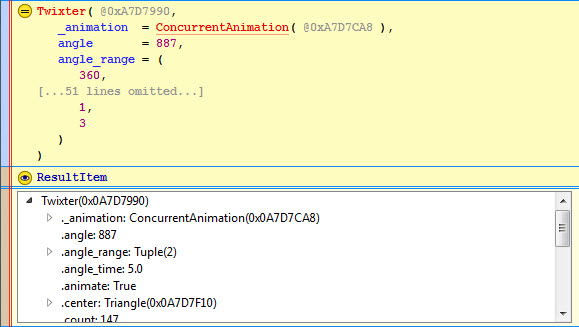 Twixter( @0xA7D7990,
_animation = ConcurrentAnimation( @0xA7D7CA8 ),
angle = 887,
angle_range = (
360,
[...51 lines omitted...]
1,
3
)
)
ResultItem
Twixter(0x0A7D7990)
._animation: ConcurrentAnimation(0x0A7D7CA8)
.angle: 887
.angle_range: Tuple(2)
.angle_time: 5.0
.animate: True
.center: Triangle(0x0A7D7F10)
.count: 147